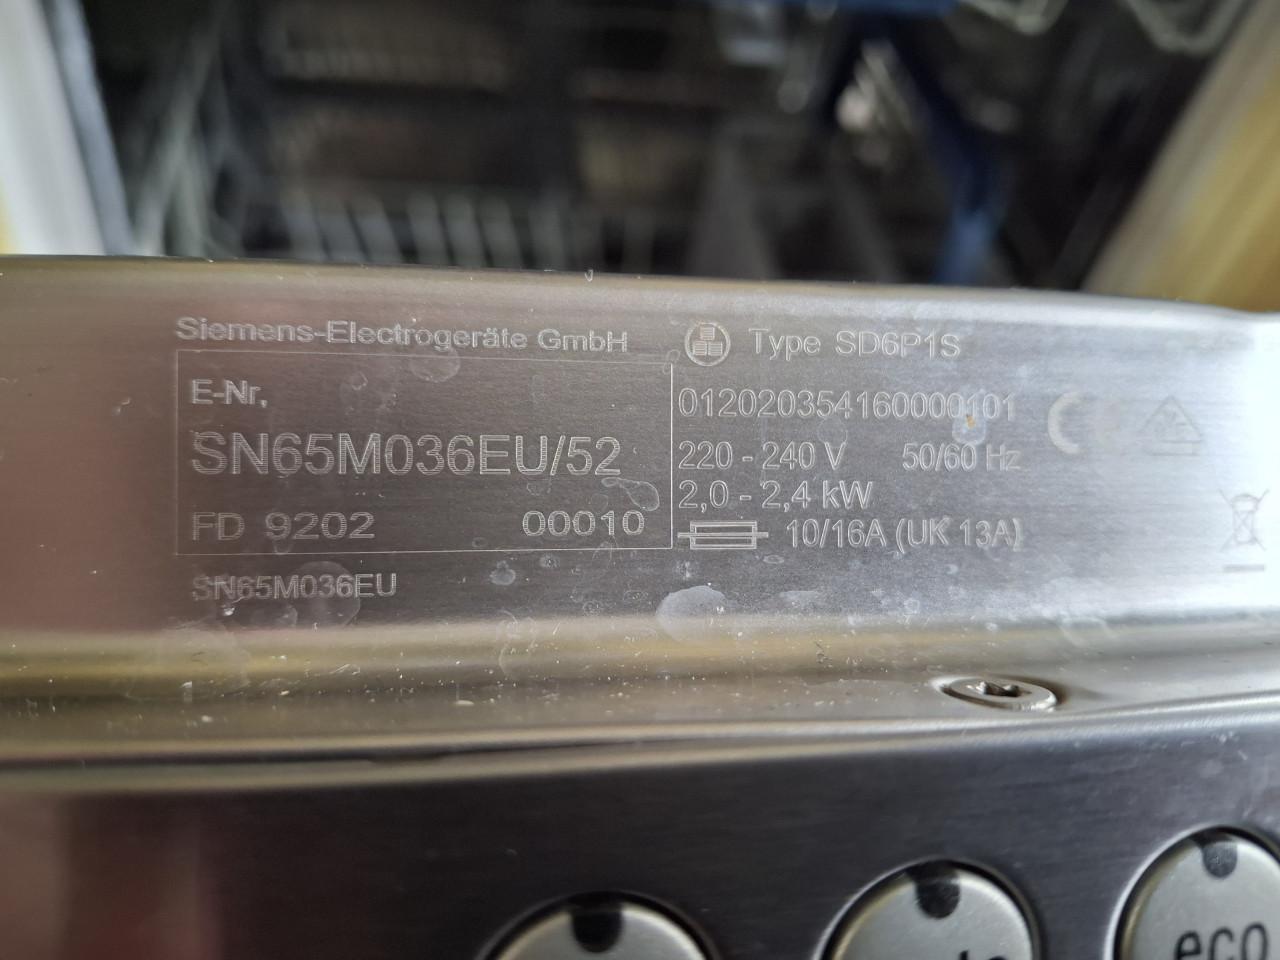 Siemens-Electrogeräte GmbH
Type SD6P1S
E-Nr,
SN65M036EU/52
FD 9202 00010
SN65M036EU
012020354160000101
220 - 240 V 50/60 Hz
2,0 - 2,4 kW
10/16A (UK 13A)
CE
eco